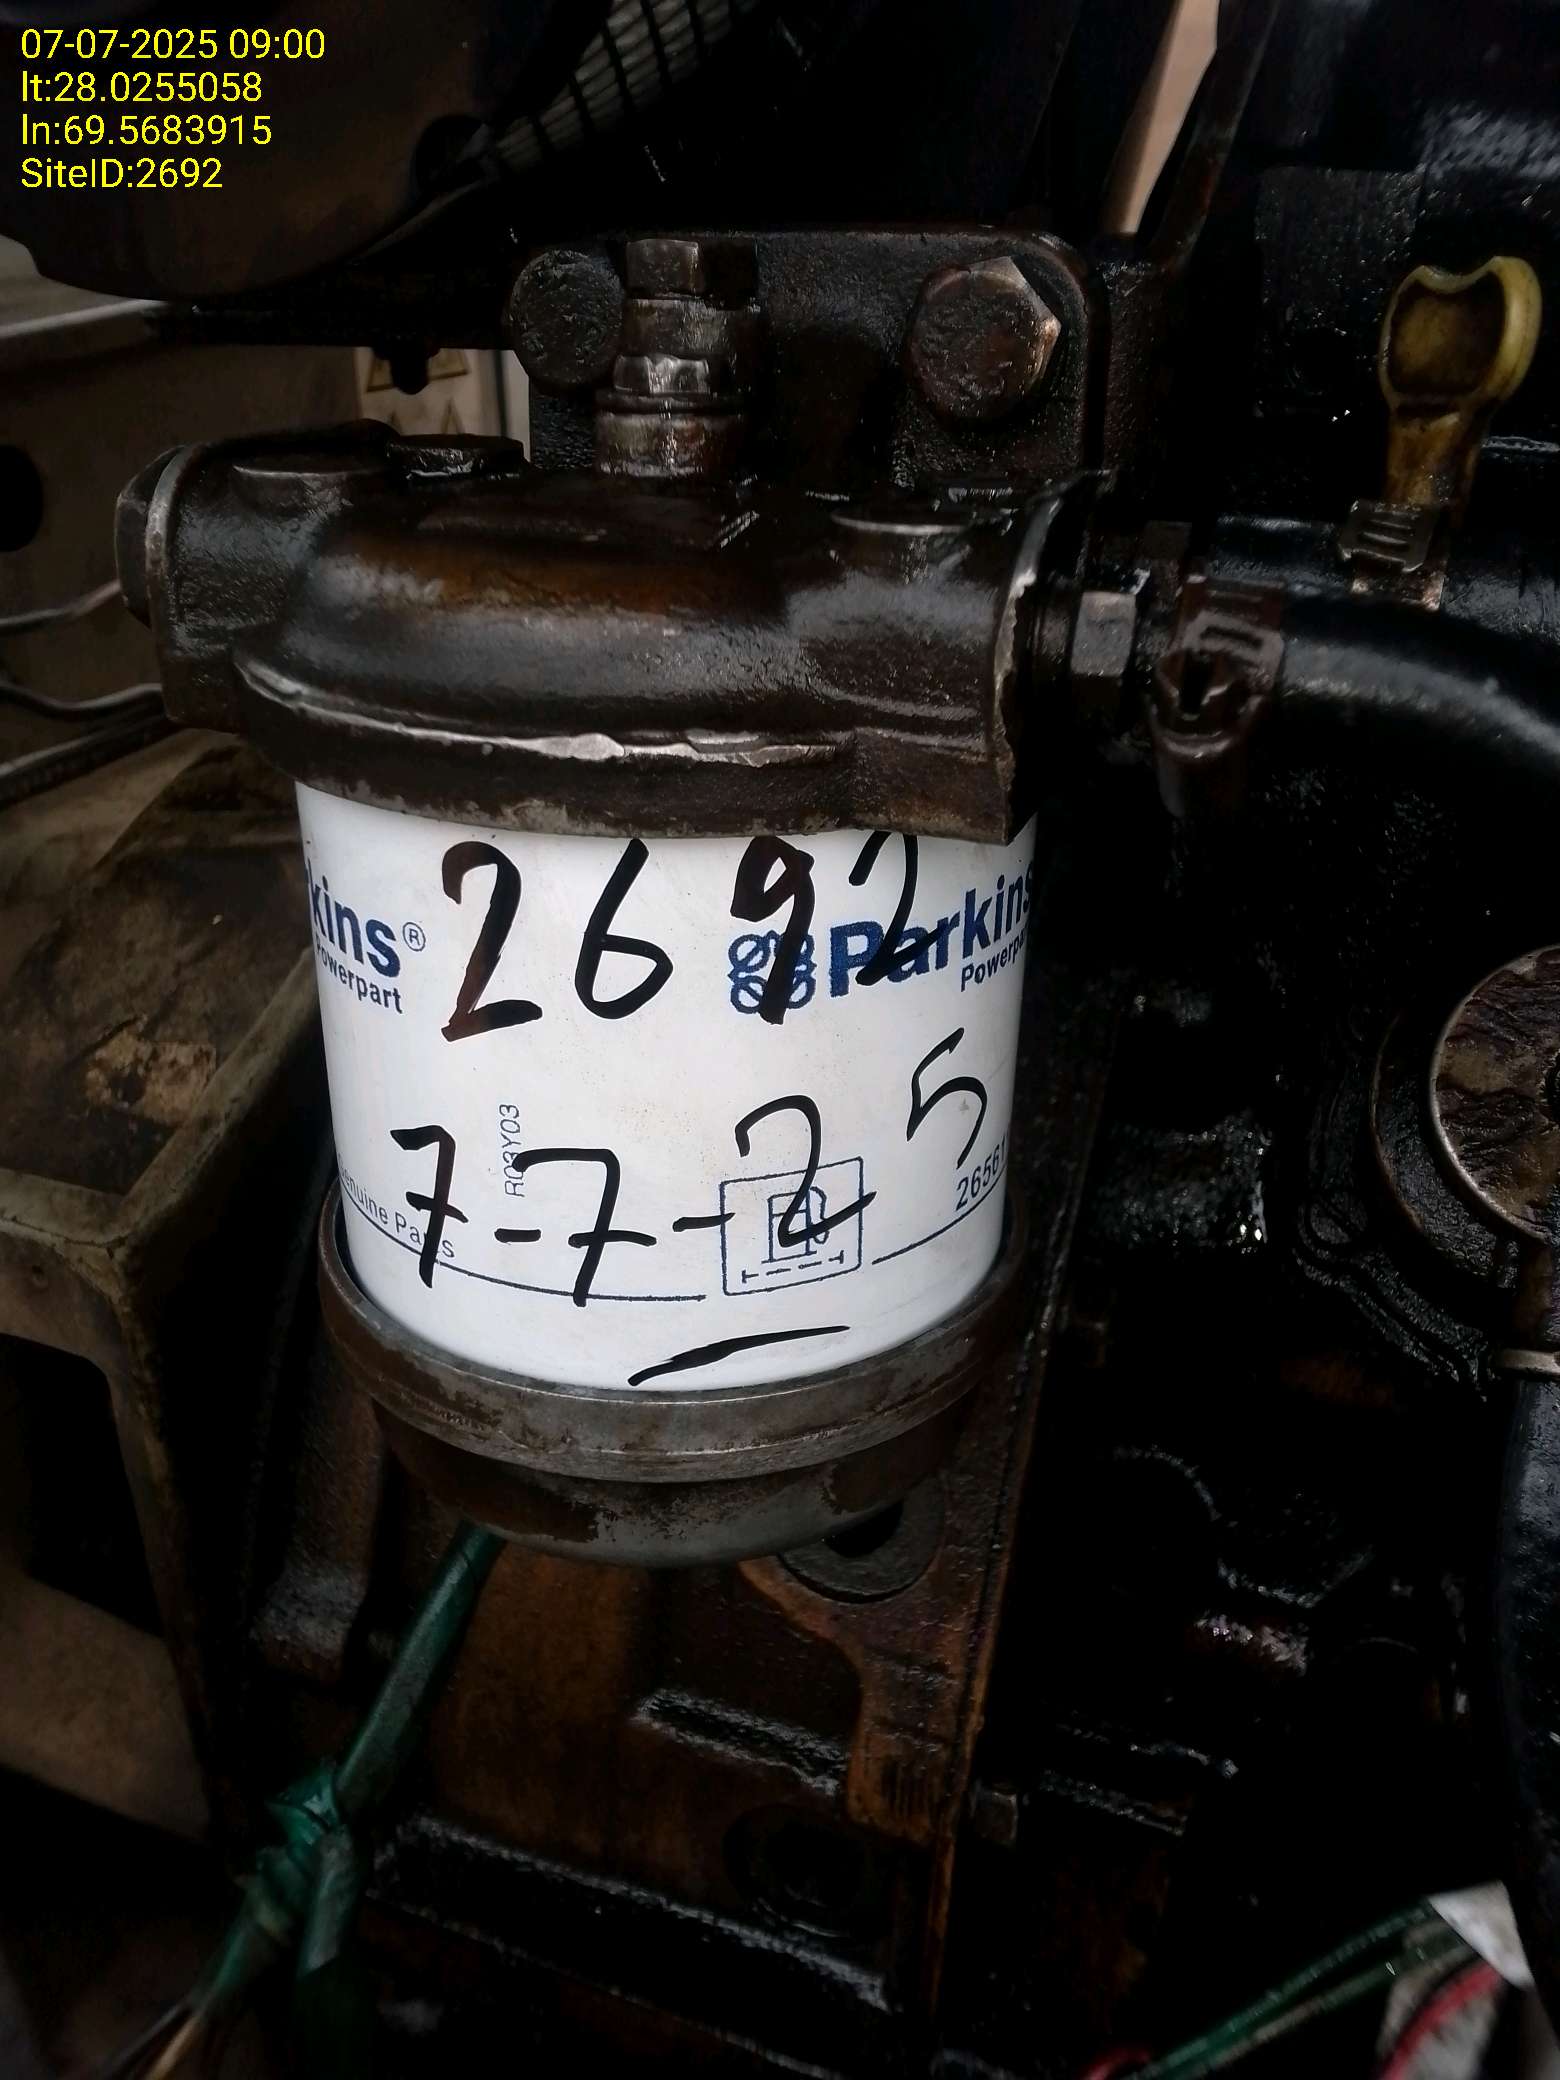 07-07-2025 09:00
lt:28.0255058
ln:69.5683915
SiteID:2692
2692
kins®
Powerpart
Parkins
Powerpart
7-7-25
R03Y03
Genuine Parts
26561